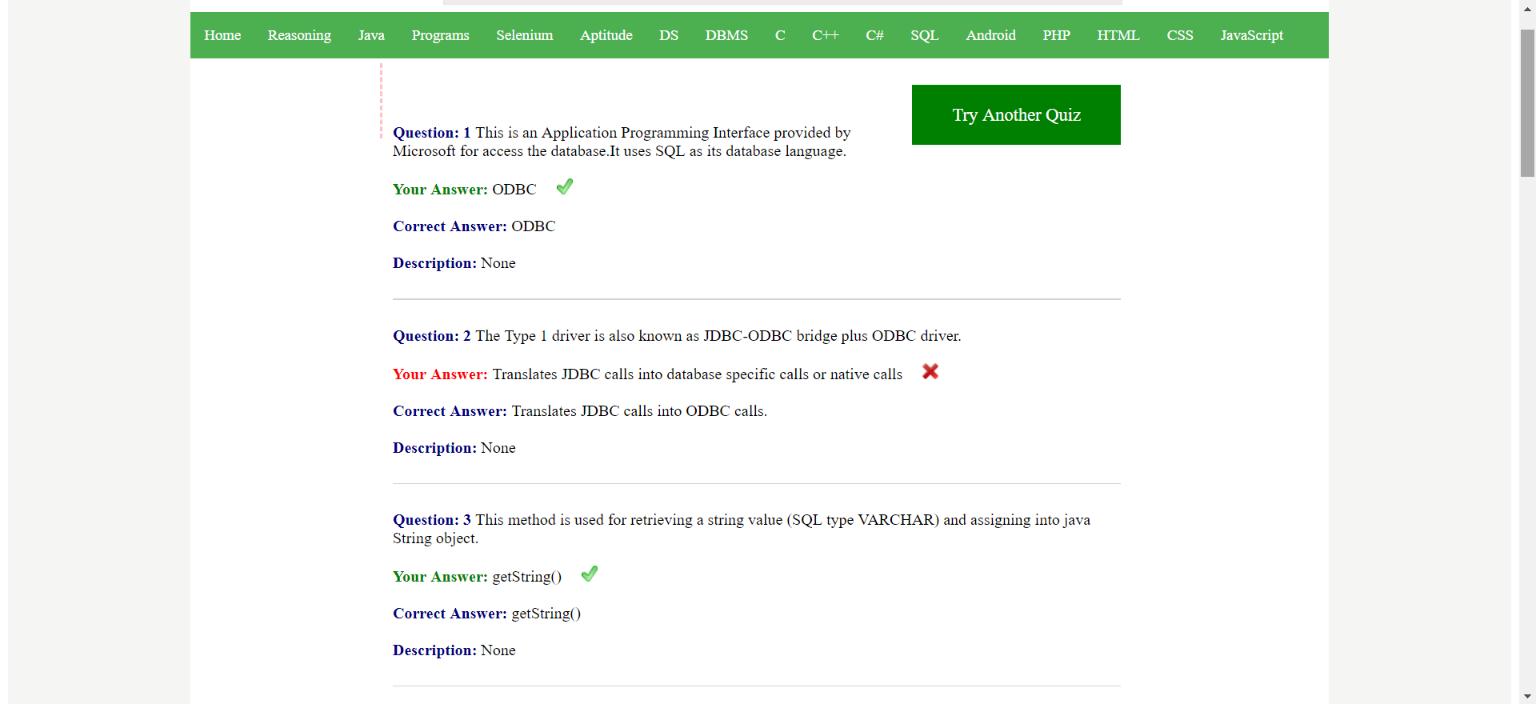 Home Reasoning Java Programs Selenium Aptitude DS DBMS C C++ C# SQL Android PHP HTML CSS JavaScript
Try Another Quiz
Question: 1 This is an Application Programming Interface provided by
Microsoft for access the database.It uses SQL as its database language.
Your Answer: ODBC
Correct Answer: ODBC
Description: None
Question: 2 The Type 1 driver is also known as JDBC-ODBC bridge plus ODBC driver.
Your Answer: Translates JDBC calls into database specific calls or native calls
Correct Answer: Translates JDBC calls into ODBC calls.
Description: None
Question: 3 This method is used for retrieving a string value (SQL type VARCHAR) and assigning into java
String object.
Your Answer: getString()
Correct Answer: getString()
Description: None